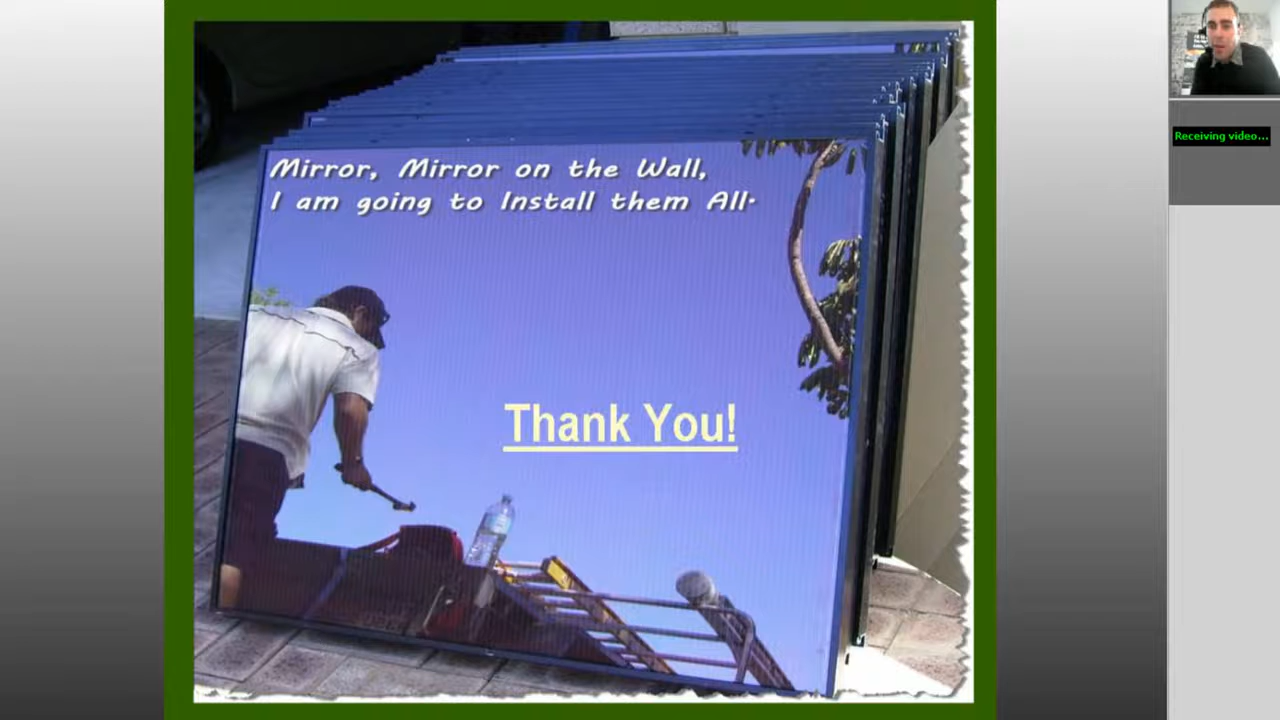 Mirror, Mirror on the Wall,
I am going to Install them All.
Thank You!
Receiving video...